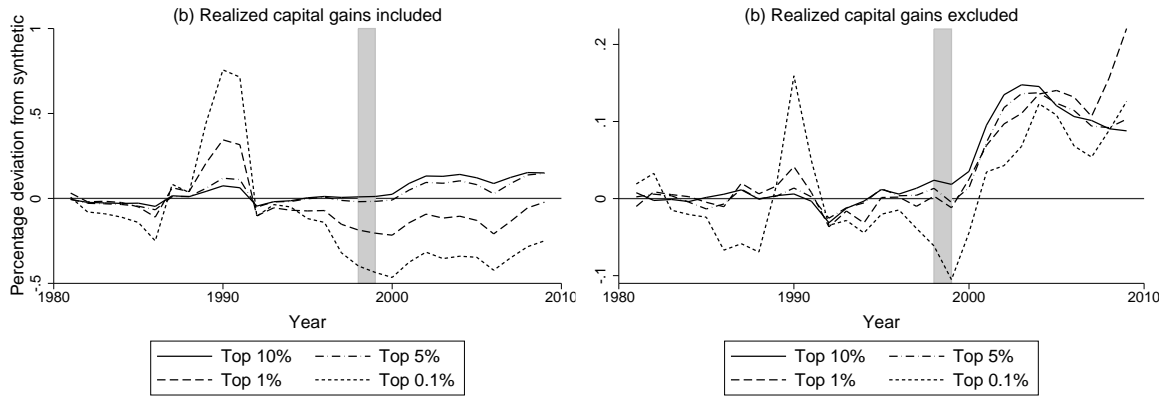 (b) Realized capital gains included
Percentage deviation from synthetic
1
.5
0
-.5
1980
1990
2000
2010
Year
Top 10%
Top 5%
Top 1%
Top 0.1%
(b) Realized capital gains excluded
.2
.1
0
-.1
1980
1990
2000
2010
Year
Top 10%
Top 5%
Top 1%
Top 0.1%